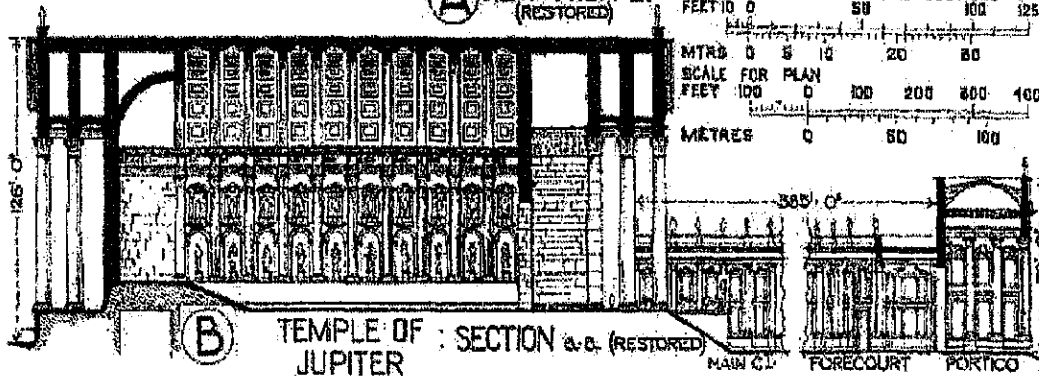 A
(RESTORED)
FEET 10 0 50 100 125
MTRS 0 5 10 20 30
SCALE FOR PLAN
FEET 100 0 100 200 300 400
METRES 0 50 100
126' 0"
385' 0"
B
TEMPLE OF JUPITER : SECTION a-a. (RESTORED)
MAIN CT FORECOURT PORTICO